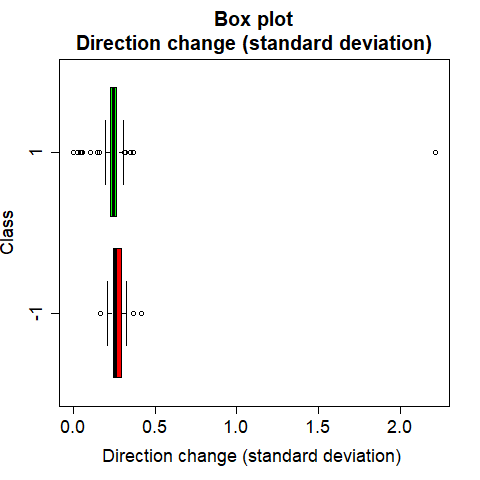 Box plot
Direction change (standard deviation)
Class
1
-1
0.0 0.5 1.0 1.5 2.0
Direction change (standard deviation)